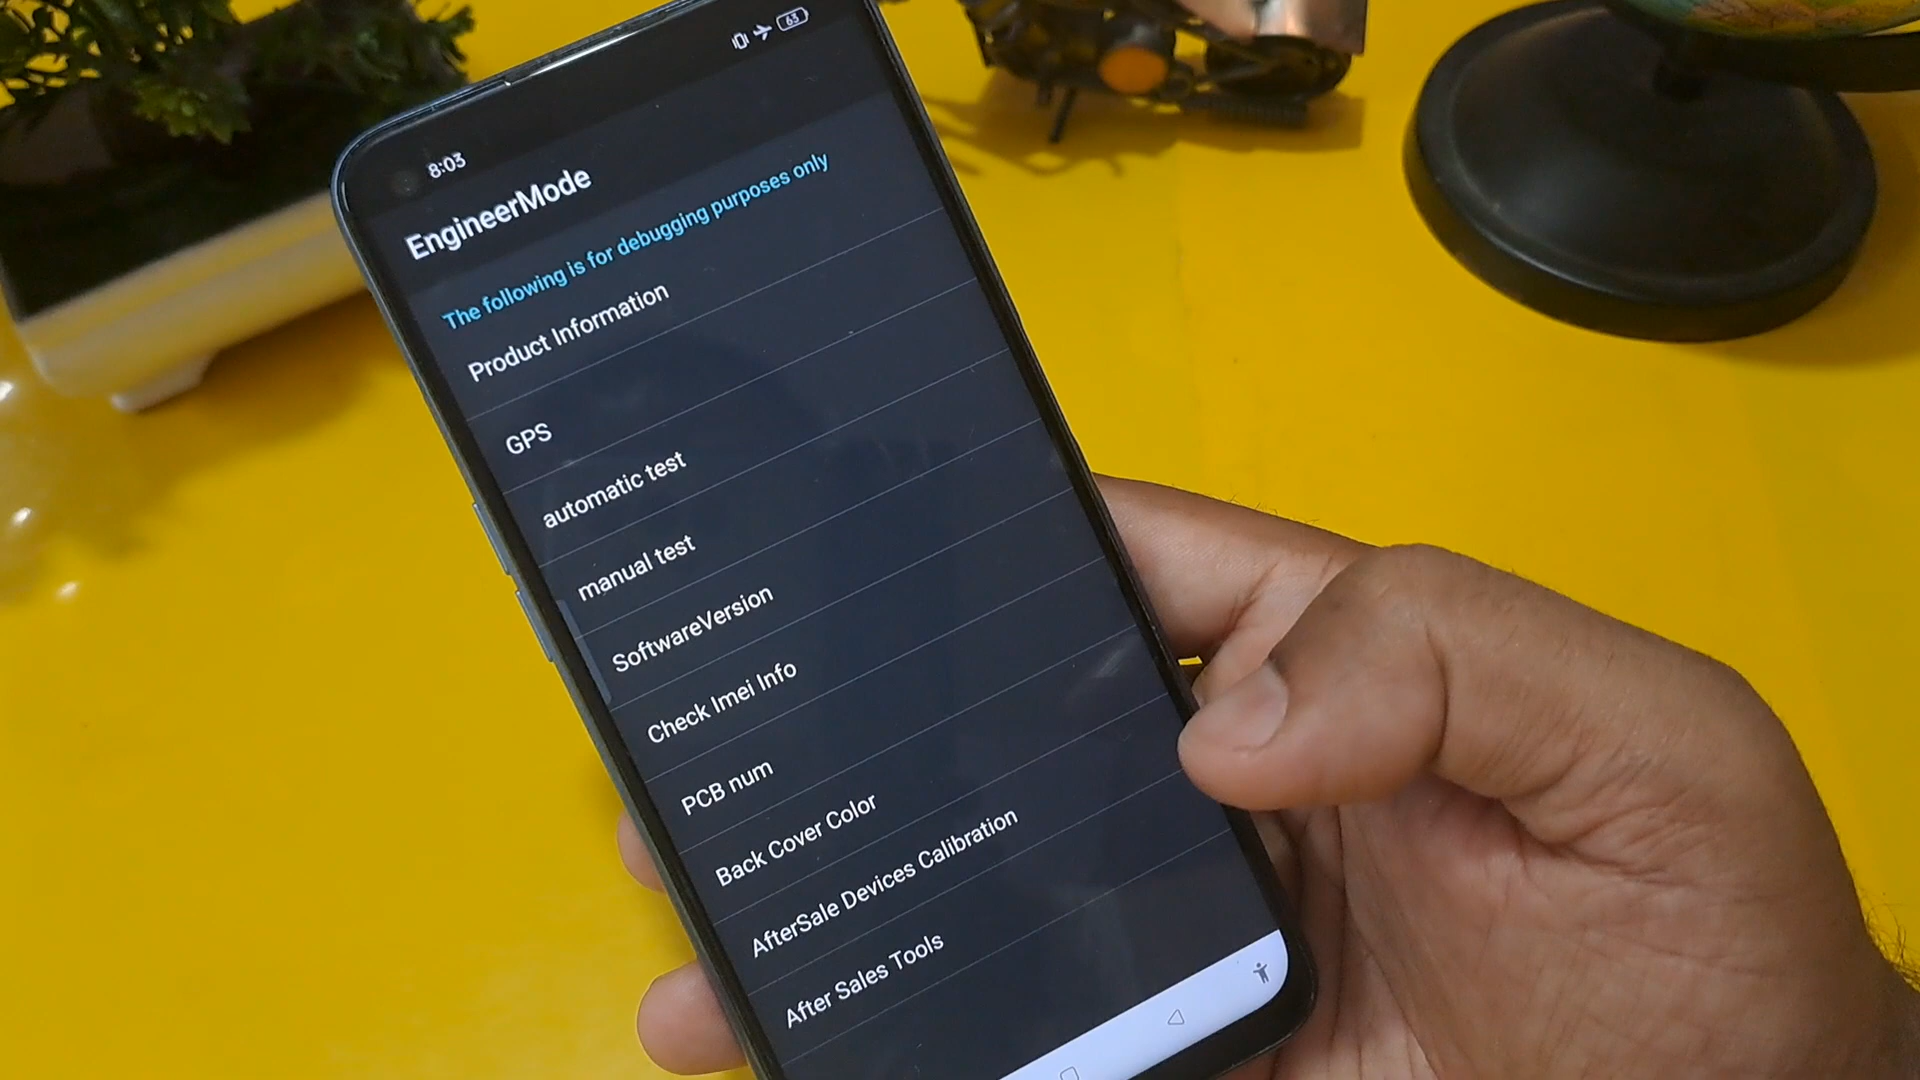 63
8:03
EngineerMode
The following is for debugging purposes only
Product Information
GPS
automatic test
manual test
SoftwareVersion
Check Imei Info
PCB num
Back Cover Color
AfterSale Devices Calibration
After Sales Tools